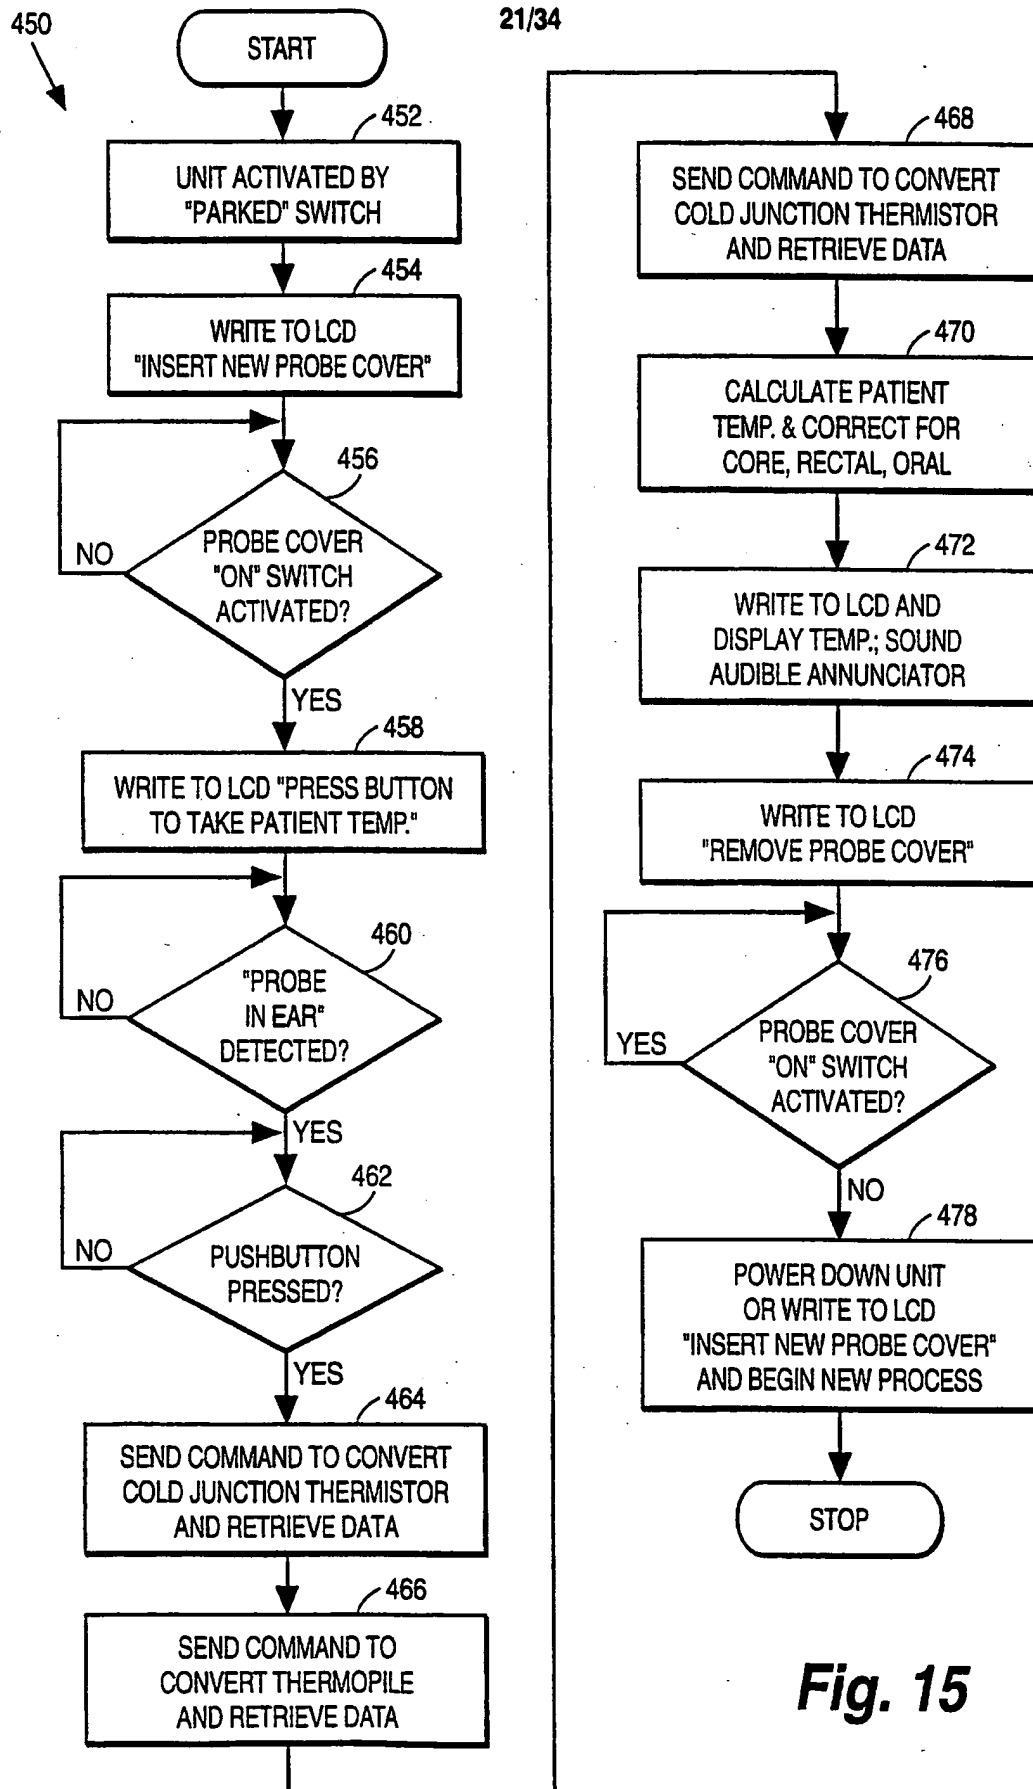 21/34
450
START
452
UNIT ACTIVATED BY
"PARKED" SWITCH
454
WRITE TO LCD
"INSERT NEW PROBE COVER"
456
PROBE COVER
"ON" SWITCH
ACTIVATED?
NO
YES
458
WRITE TO LCD "PRESS BUTTON
TO TAKE PATIENT TEMP."
460
"PROBE
IN EAR"
DETECTED?
NO
YES
462
PUSHBUTTON
PRESSED?
NO
YES
464
SEND COMMAND TO CONVERT
COLD JUNCTION THERMISTOR
AND RETRIEVE DATA
466
SEND COMMAND TO
CONVERT THERMOPILE
AND RETRIEVE DATA
468
SEND COMMAND TO CONVERT
COLD JUNCTION THERMISTOR
AND RETRIEVE DATA
470
CALCULATE PATIENT
TEMP. & CORRECT FOR
CORE, RECTAL, ORAL
472
WRITE TO LCD AND
DISPLAY TEMP.; SOUND
AUDIBLE ANNUNCIATOR
474
WRITE TO LCD
"REMOVE PROBE COVER"
476
PROBE COVER
"ON" SWITCH
ACTIVATED?
YES
NO
478
POWER DOWN UNIT
OR WRITE TO LCD
"INSERT NEW PROBE COVER"
AND BEGIN NEW PROCESS
STOP
Fig. 15